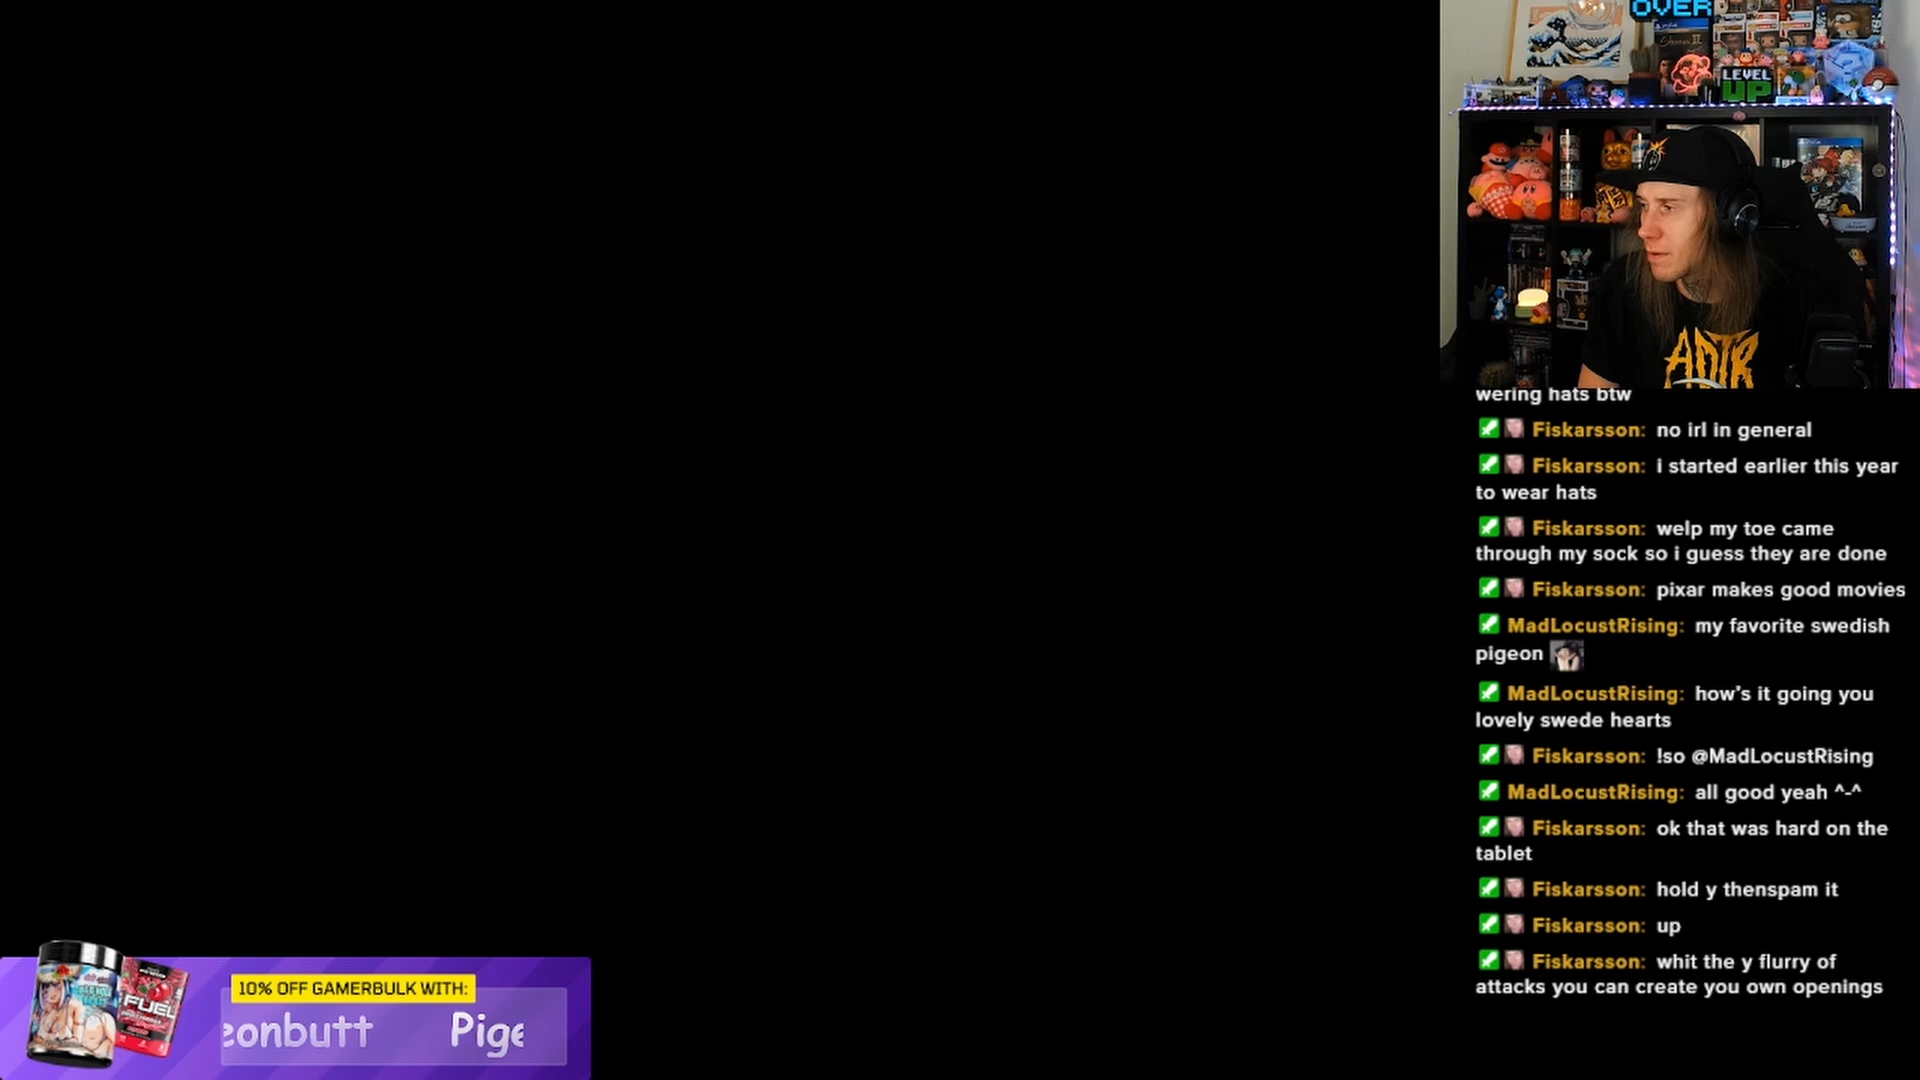 OVER
LEVEL
UP
ADTR
wering hats btw
Fiskarsson: no irl in general
Fiskarsson: i started earlier this year
to wear hats
Fiskarsson: welp my toe came
through my sock so i guess they are done
Fiskarsson: pixar makes good movies
MadLocustRising: my favorite swedish
pigeon
MadLocustRising: how's it going you
lovely swede hearts
Fiskarsson: !so @MadLocustRising
MadLocustRising: all good yeah ^-^
Fiskarsson: ok that was hard on the
tablet
Fiskarsson: hold y thenspam it
Fiskarsson: up
Fiskarsson: whit the y flurry of
attacks you can create you own openings
10% OFF GAMERBULK WITH:
eonbutt Pige
FUEL